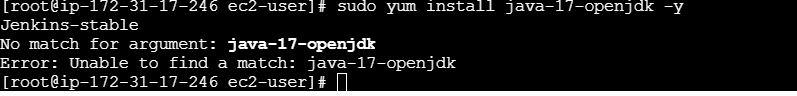 [root@ip-172-31-17-246 ec2-user]# sudo yum install java-17-openjdk -y
Jenkins-stable
No match for argument: java-17-openjdk
Error: Unable to find a match: java-17-openjdk
[root@ip-172-31-17-246 ec2-user]#